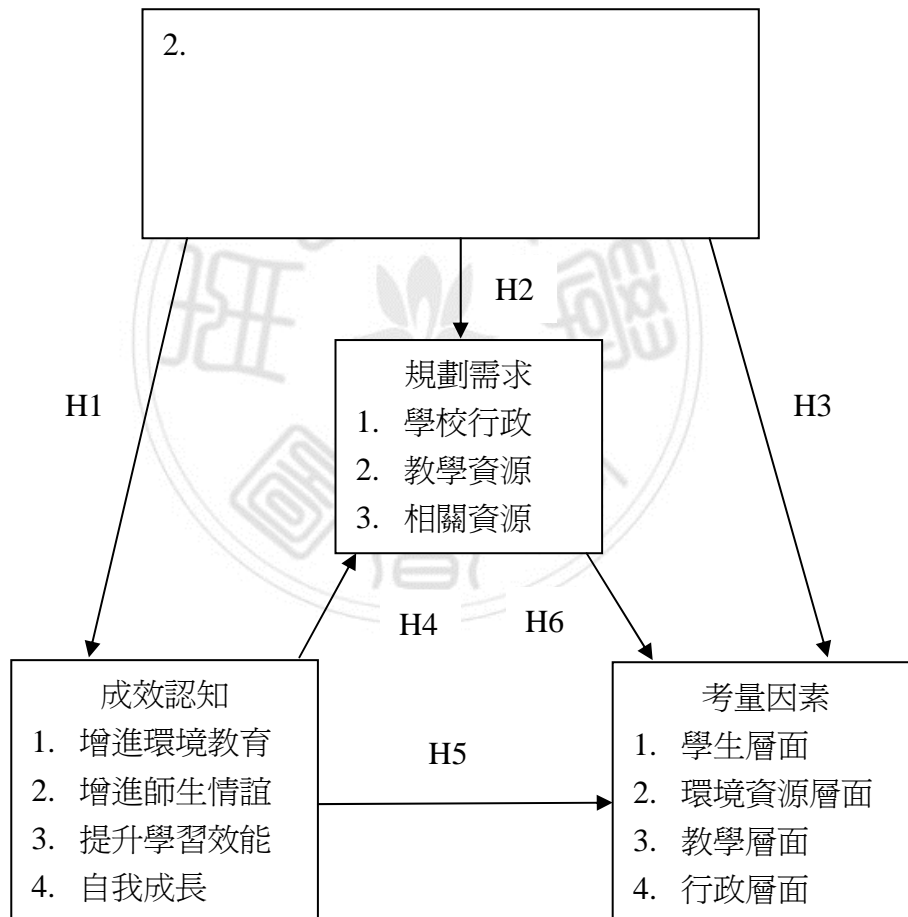 2.
H2
規劃需求
1. 學校行政
2. 教學資源
3. 相關資源
H1
H3
H4
H6
成效認知
1. 增進環境教育
2. 增進師生情誼
3. 提升學習效能
4. 自我成長
H5
考量因素
1. 學生層面
2. 環境資源層面
3. 教學層面
4. 行政層面